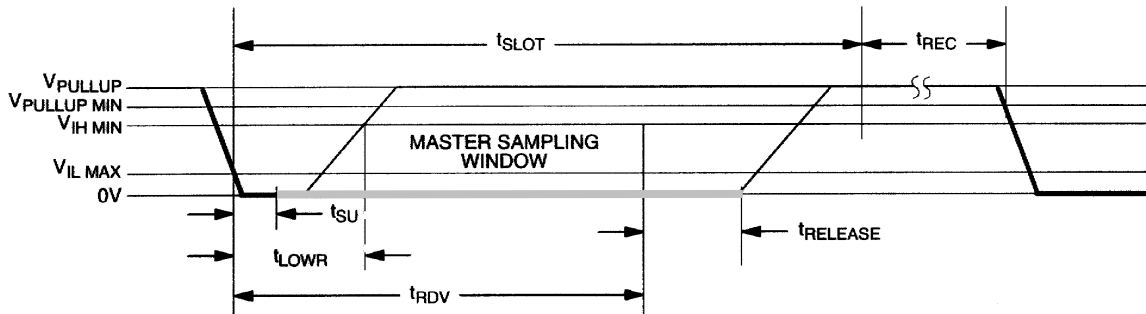 tSLOT
tREC
VPULLUP
VPULLUP MIN
VIH MIN
MASTER SAMPLING
WINDOW
VIL MAX
0V
tSU
tRELEASE
tLOWR
tRDV